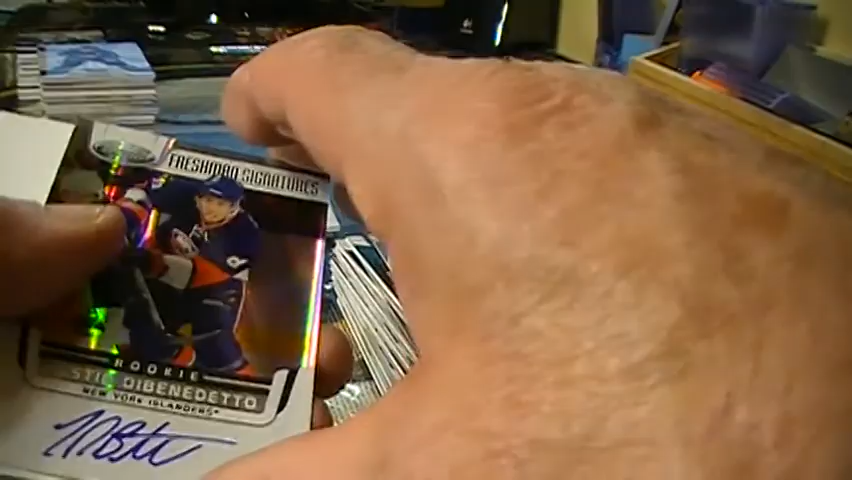 FRESHMAN SIGNATURES
ROOKIE
DIBENEDETTO
NEW YORK ISLANDERS